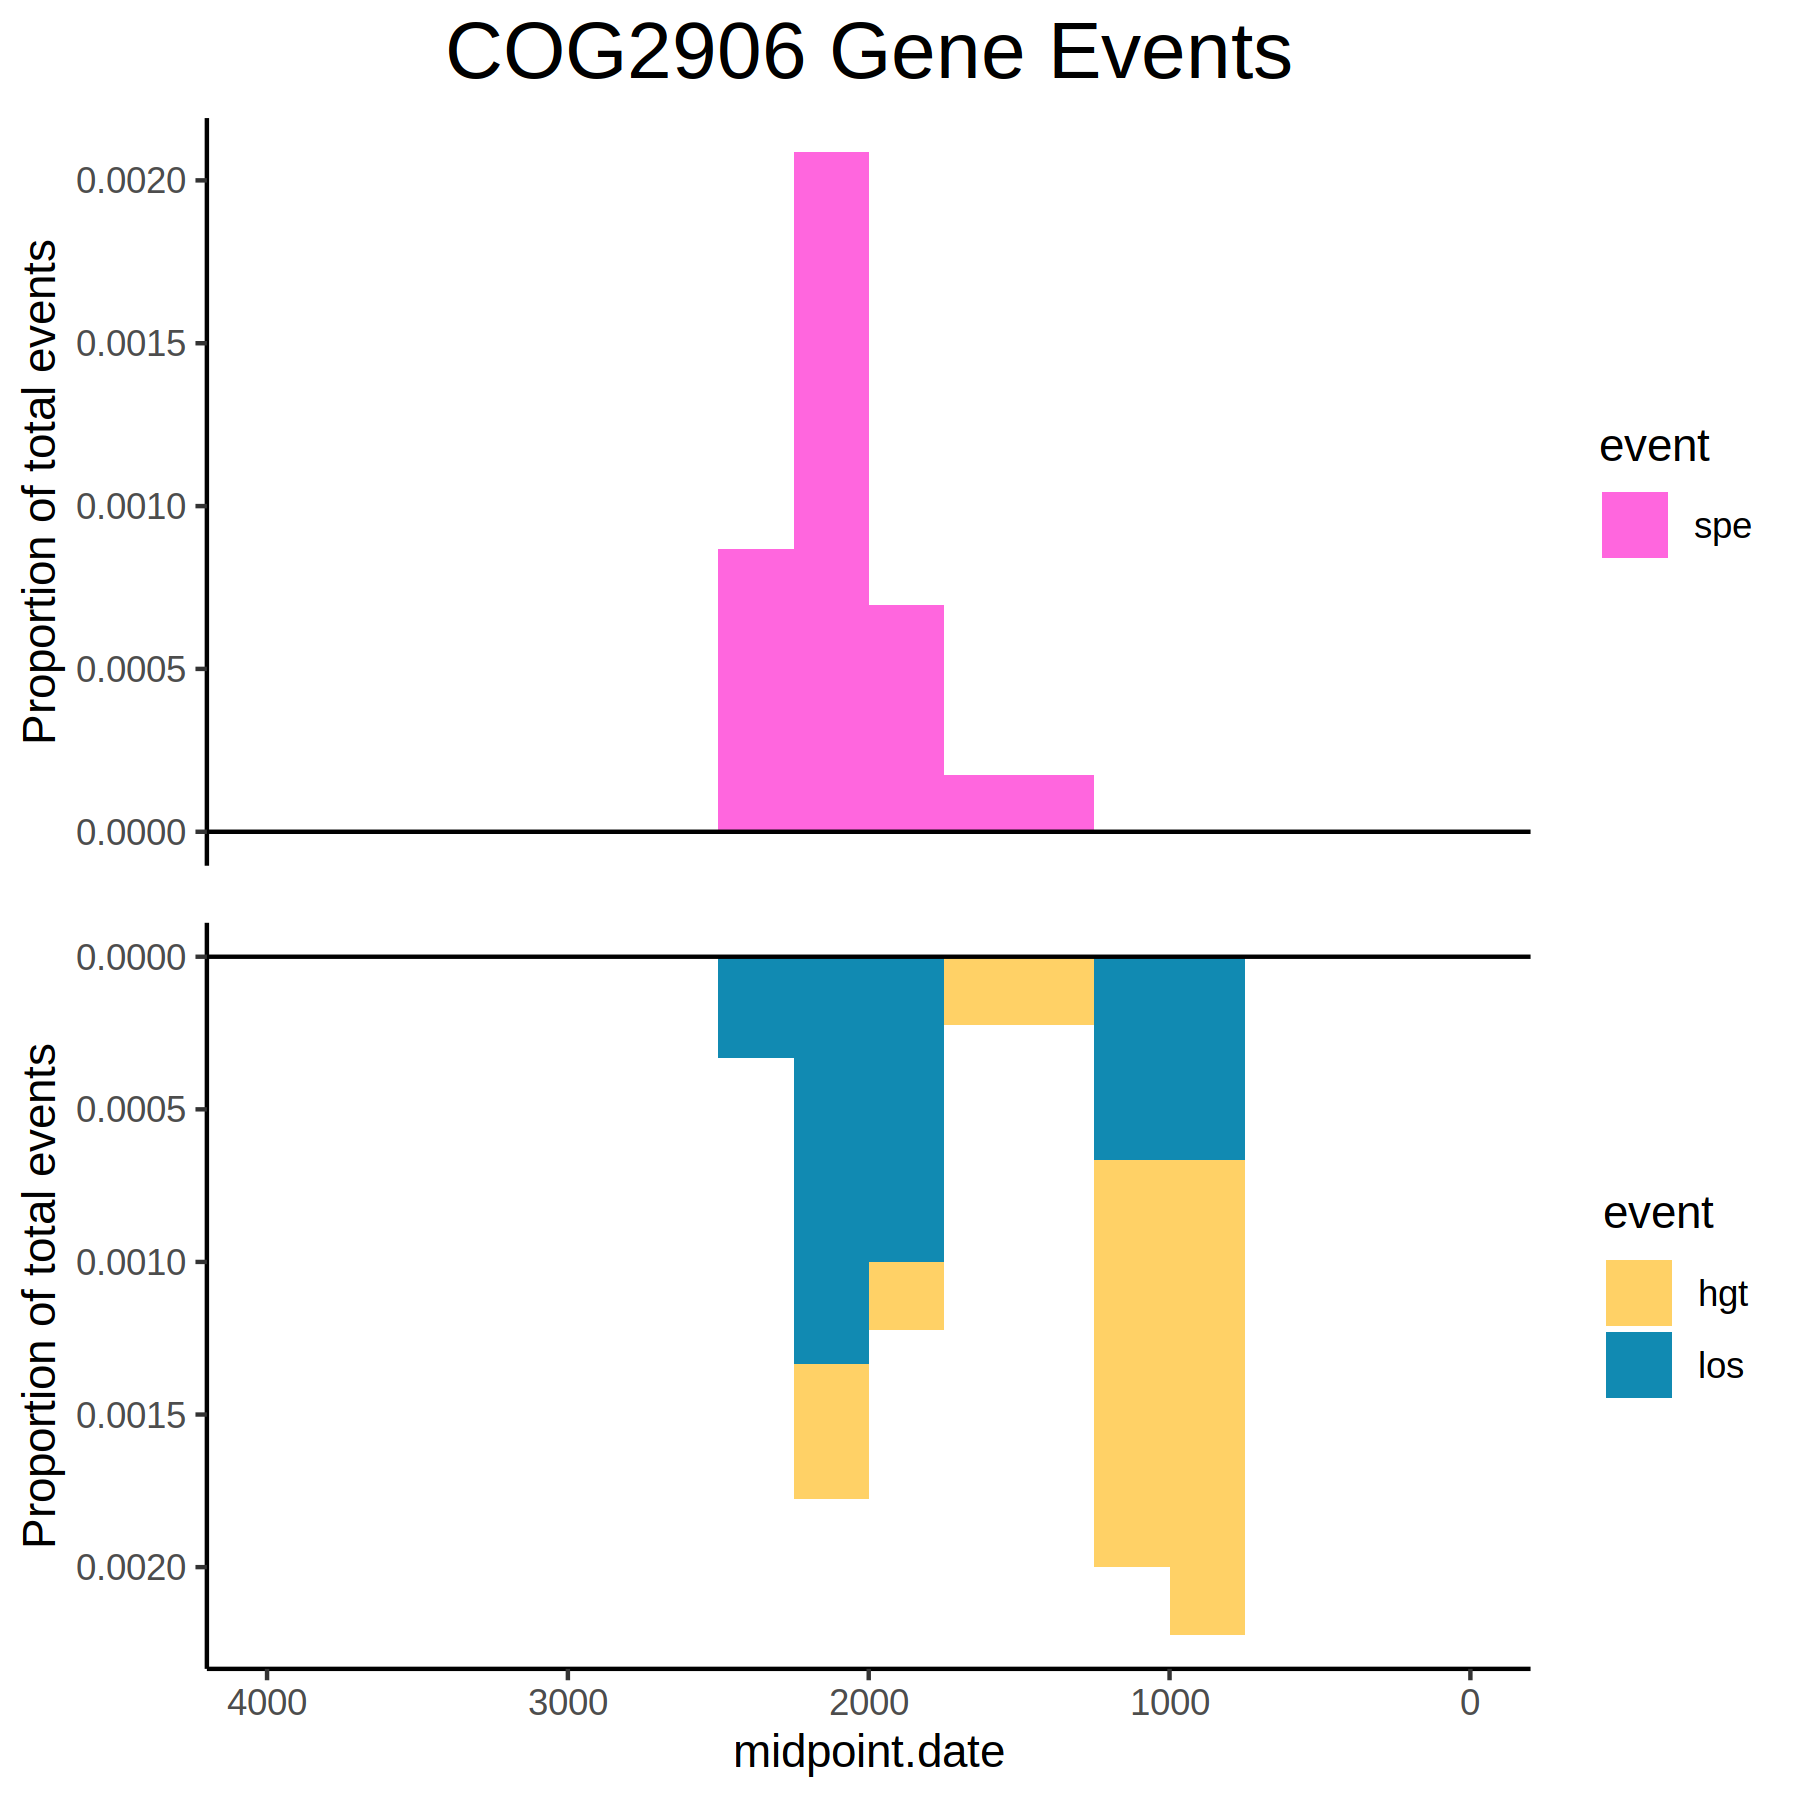 COG2906 Gene Events
Proportion of total events
0.0020
0.0015
0.0010
0.0005
0.0000
event
spe
Proportion of total events
0.0000
0.0005
0.0010
0.0015
0.0020
event
hgt
los
4000 3000 2000 1000 0
midpoint.date